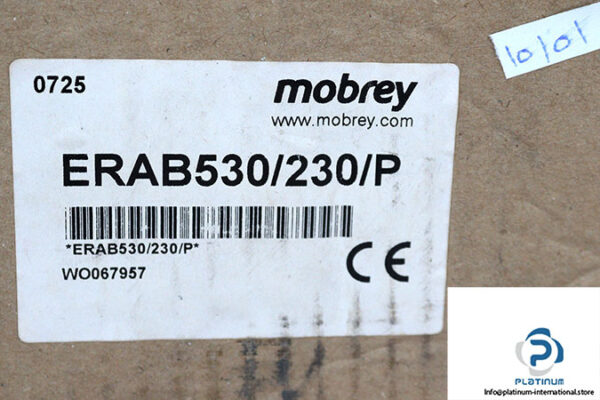 10/01
0725
mobrey
www.mobrey.com
ERAB530/230/P
*ERAB530/230/P*
WO067957
CE
PLATINUM
Info@platinum-international.store